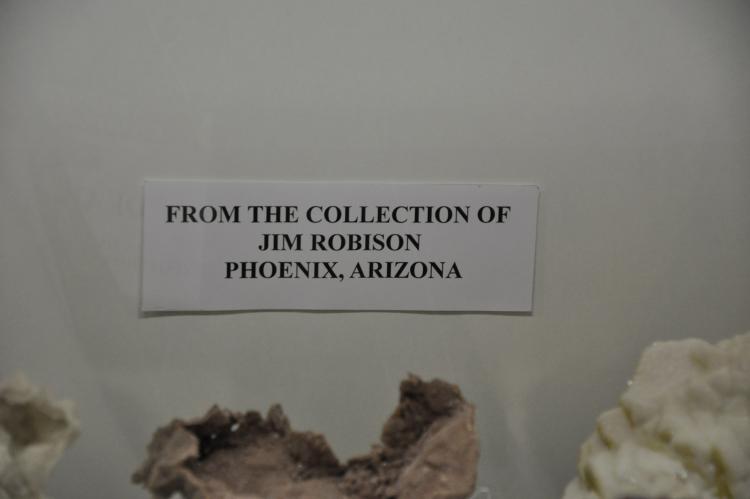 FROM THE COLLECTION OF
JIM ROBISON
PHOENIX, ARIZONA